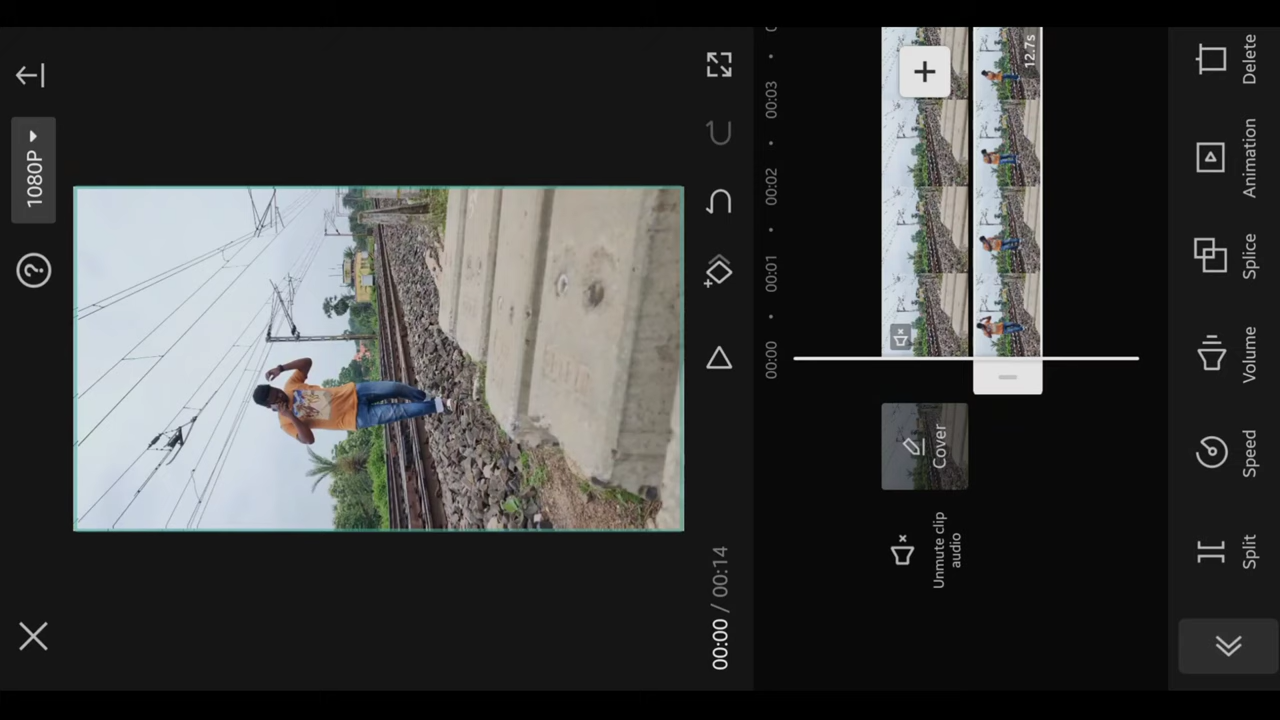 1080P
00:00 / 00:14
00:00
00:01
00:02
00:03
Unmute clip
audio
Cover
12.7s
Split
Speed
Volume
Splice
Animation
Delete